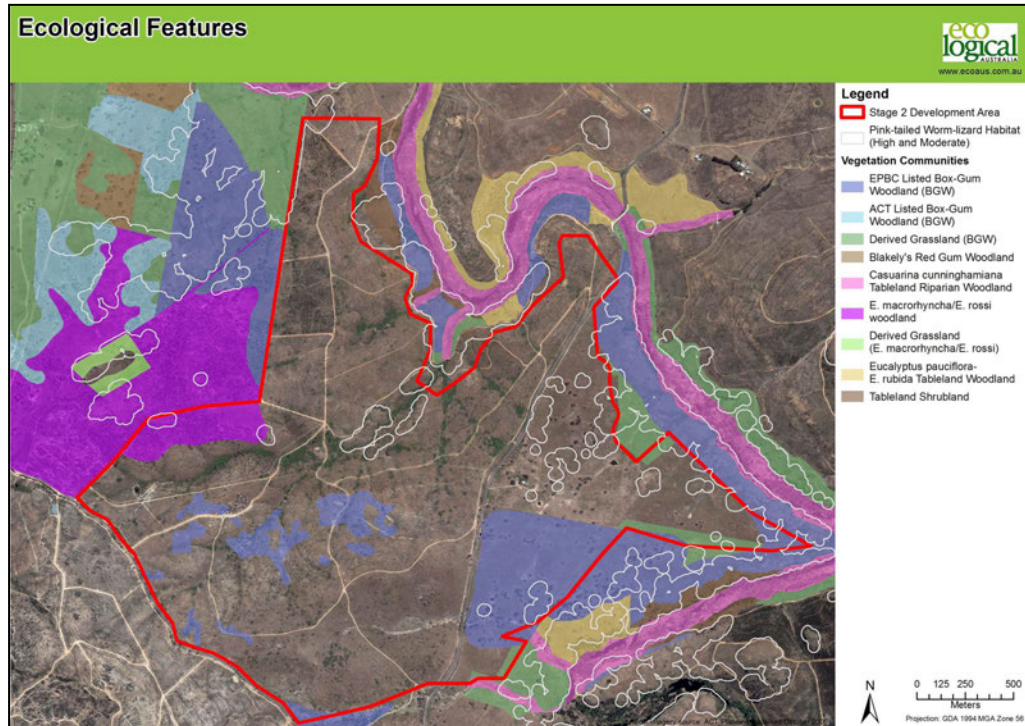 Ecological Features
eco
logical
AUSTRALIA
www.ecoaus.com.au
Legend
Stage 2 Development Area
Pink-tailed Worm-lizard Habitat
(High and Moderate)
Vegetation Communities
EPBC Listed Box-Gum
Woodland (BGW)
ACT Listed Box-Gum
Woodland (BGW)
Derived Grassland (BGW)
Blakely's Red Gum Woodland
Casuarina cunninghamiana
Tableland Riparian Woodland
E. macrorhyncha/E. rossi
woodland
Derived Grassland
(E. macrorhyncha/E. rossi)
Eucalyptus pauciflora-
E. rubida Tableland Woodland
Tableland Shrubland
N
0 125 250 500
Meters
Projection: GDA 1994 MGA Zone 56